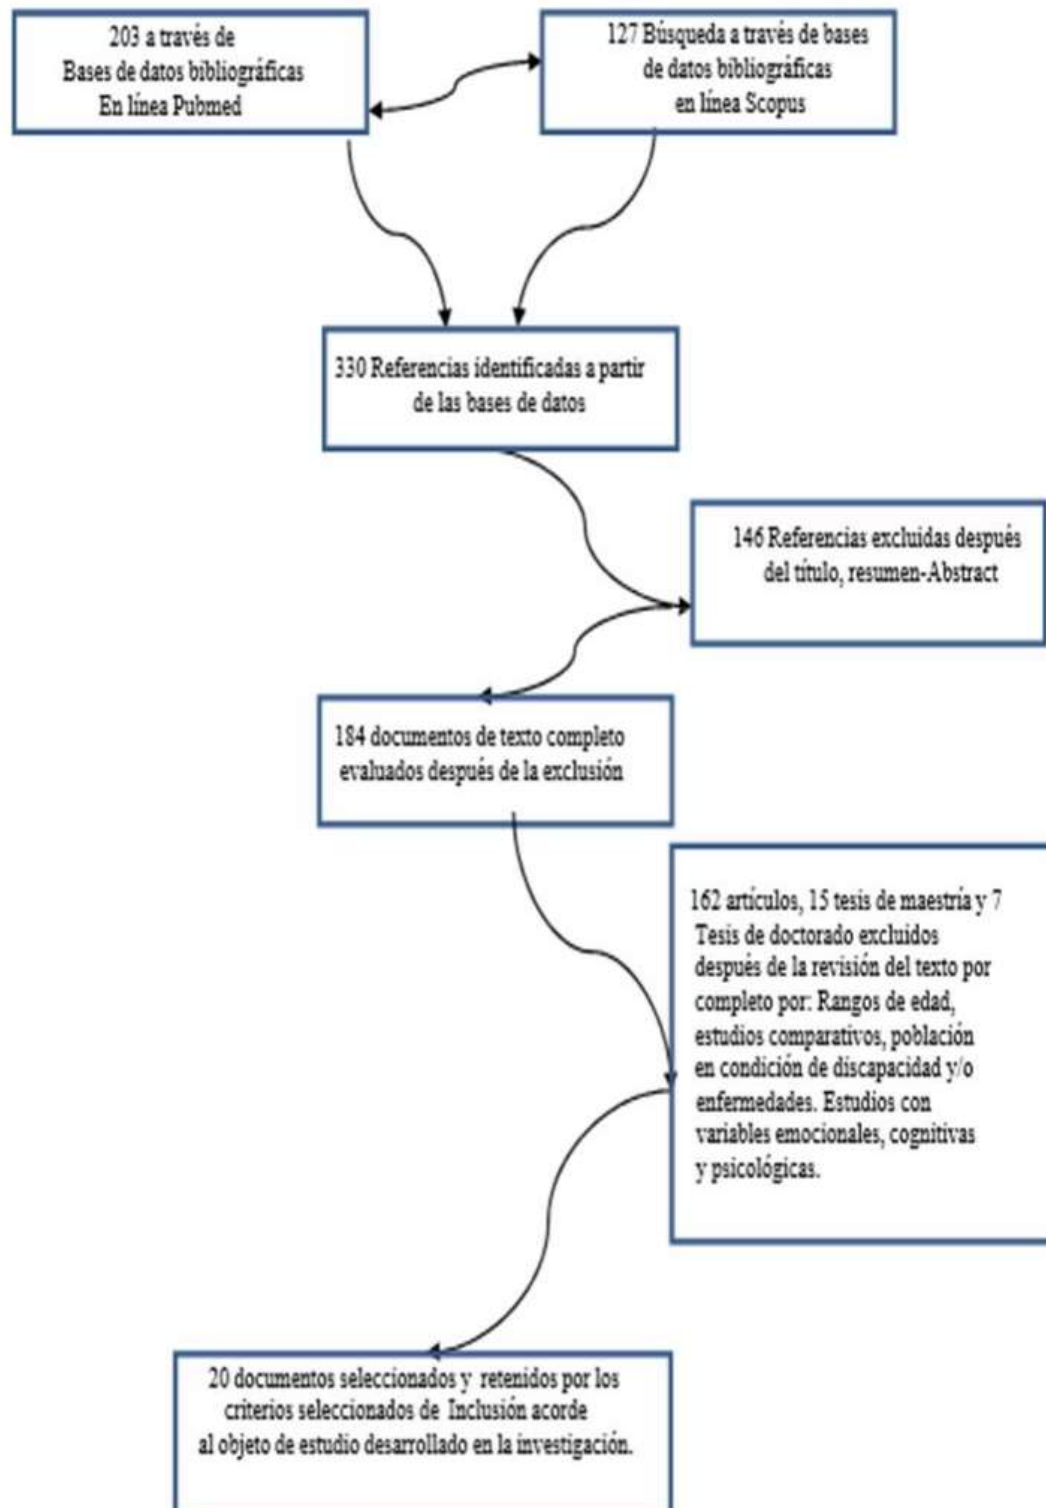 203 a través de
Bases de datos bibliográficas
En línea Pubmed
127 Búsqueda a través de bases
de datos bibliográficas
en línea Scopus
330 Referencias identificadas a partir
de las bases de datos
146 Referencias excluidas después
del título, resumen-Abstract
184 documentos de texto completo
evaluados después de la exclusión
162 artículos, 15 tesis de maestría y 7
Tesis de doctorado excluidos
después de la revisión del texto por
completo por: Rangos de edad,
estudios comparativos, población
en condición de discapacidad y/o
enfermedades. Estudios con
variables emocionales, cognitivas
y psicológicas.
20 documentos seleccionados y retenidos por los
criterios seleccionados de Inclusión acorde
al objeto de estudio desarrollado en la investigación.